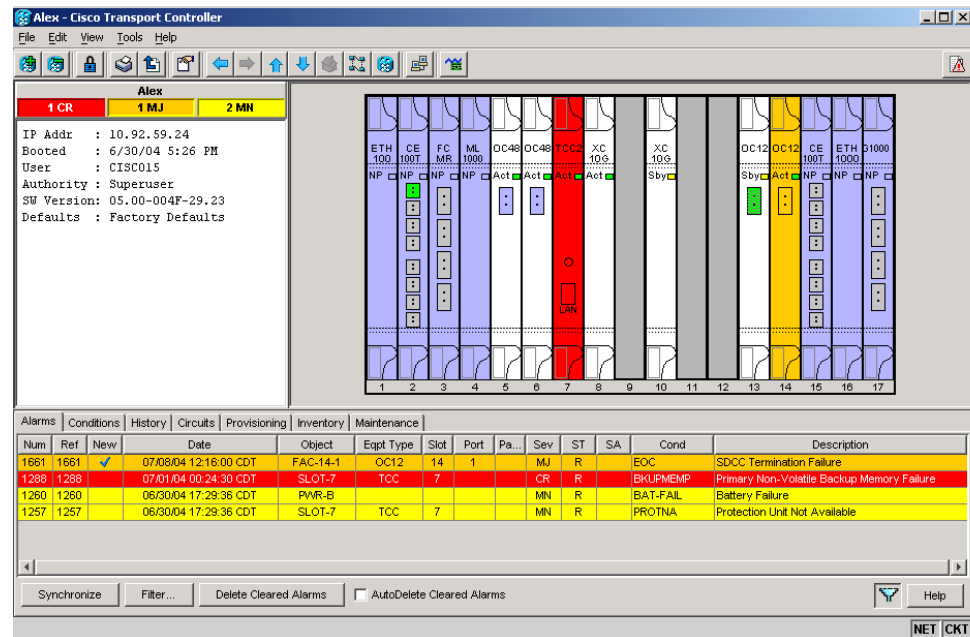 Alex - Cisco Transport Controller
File Edit View Tools Help
Alex
1 CR 1 MJ 2 MN
IP Addr : 10.92.59.24
Booted : 6/30/04 5:26 PM
User : CISCO15
Authority : Superuser
SW Version: 05.00-004F-29.23
Defaults : Factory Defaults
ETH 100 CE 100T FC MR ML 1000 OC48 OC48 TCC2 XC 10G XC 10G OC12 OC12 CE 100T ETH 1000 G1000
NP NP NP NP Act Act Act Act Sby Sby Act NP NP NP
LAN
1 2 3 4 5 6 7 8 9 10 11 12 13 14 15 16 17
Alarms Conditions History Circuits Provisioning Inventory Maintenance
Num Ref New Date Object Eqpt Type Slot Port Pa... Sev ST SA Cond Description
1661 1661 07/08/04 12:16:00 CDT FAC-14-1 OC12 14 1 MJ R EOC SDCC Termination Failure
1288 1288 07/01/04 00:24:30 CDT SLOT-7 TCC 7 CR R BKUPMEMP Primary Non-Volatile Backup Memory Failure
1260 1260 06/30/04 17:29:36 CDT PWR-B MN R BAT-FAIL Battery Failure
1257 1257 06/30/04 17:29:36 CDT SLOT-7 TCC 7 MN R PROTNA Protection Unit Not Available
Synchronize Filter... Delete Cleared Alarms AutoDelete Cleared Alarms Help
NET CKT